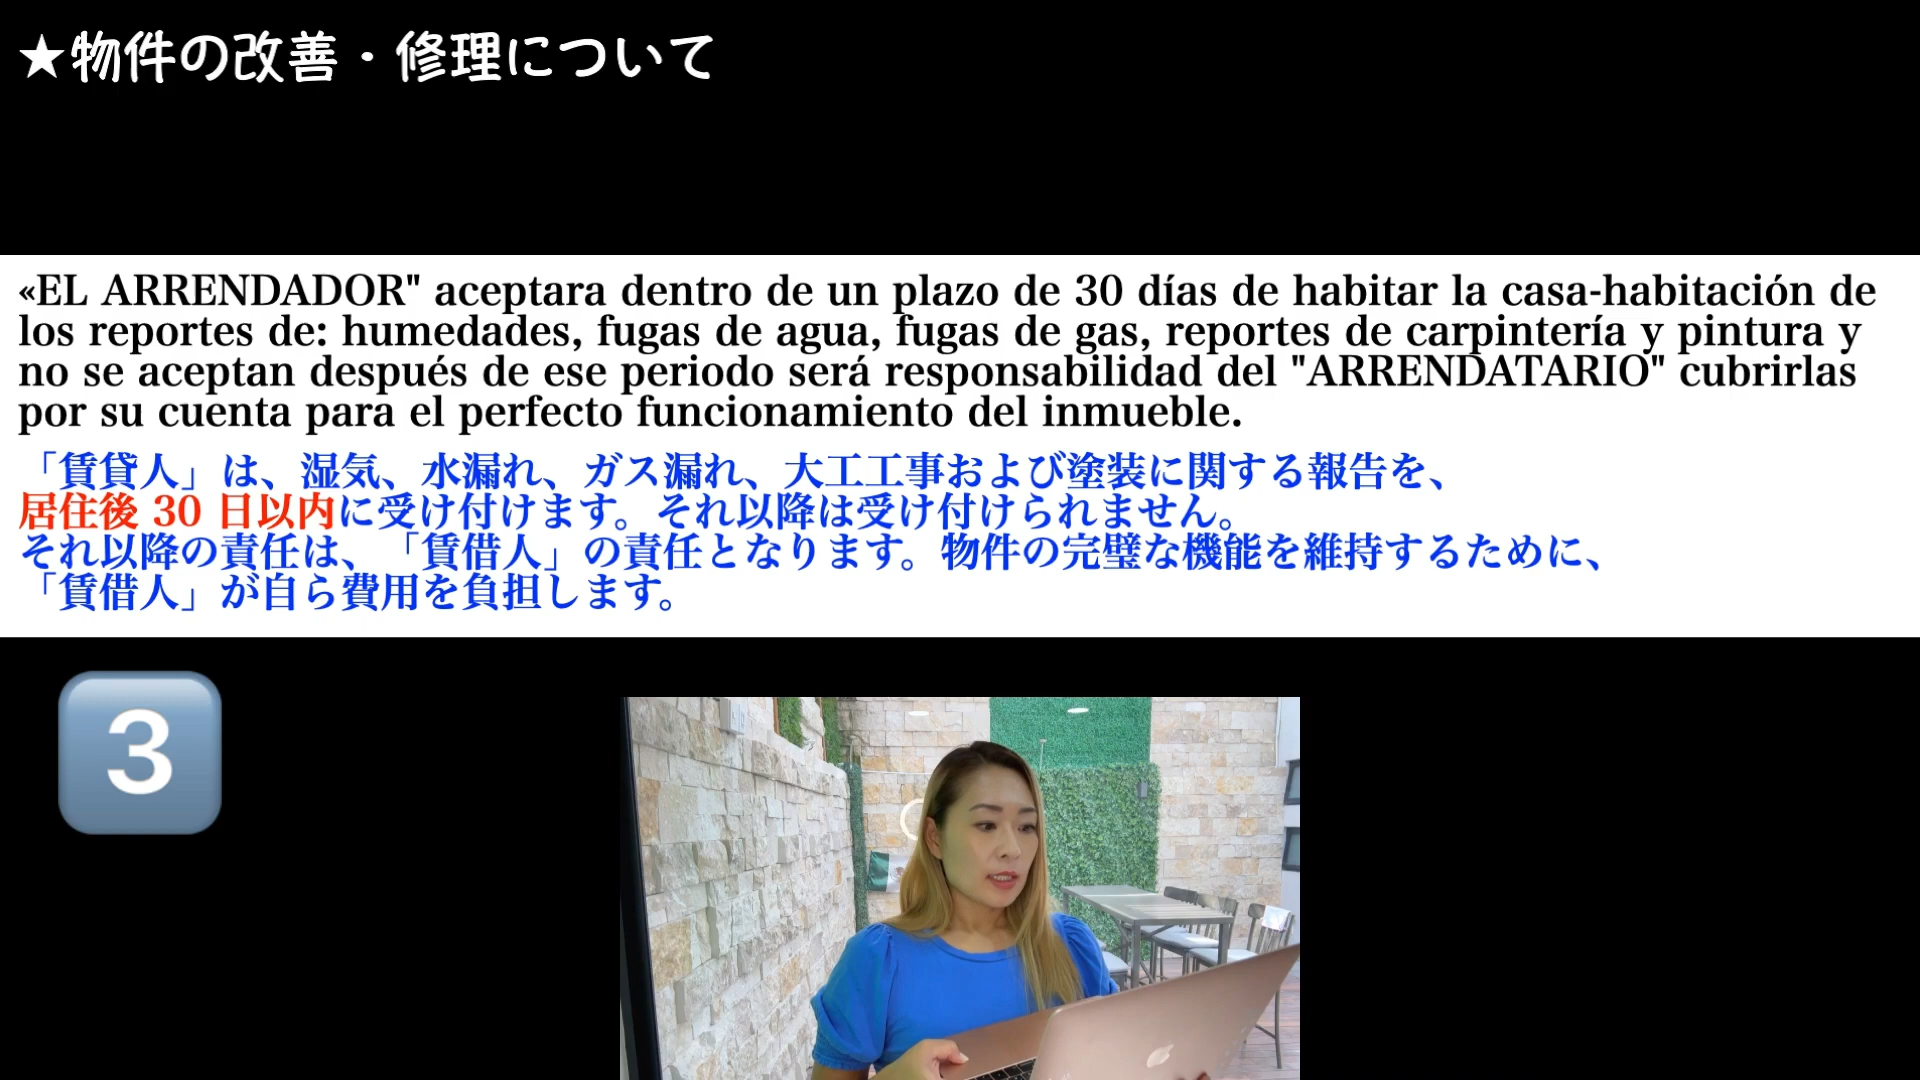 ★物件の改善・修理について
«EL ARRENDADOR" aceptara dentro de un plazo de 30 días de habitar la casa-habitación de
los reportes de: humedades, fugas de agua, fugas de gas, reportes de carpintería y pintura y
no se aceptan después de ese periodo será responsabilidad del "ARRENDATARIO" cubrirlas
por su cuenta para el perfecto funcionamiento del inmueble.
「賃貸人」は、湿気、水漏れ、ガス漏れ、大工工事および塗装に関する報告を、
居住後 30 日以内に受け付けます。それ以降は受け付けられません。
それ以降の責任は、「賃借人」の責任となります。物件の完璧な機能を維持するために、
「賃借人」が自ら費用を負担します。
3